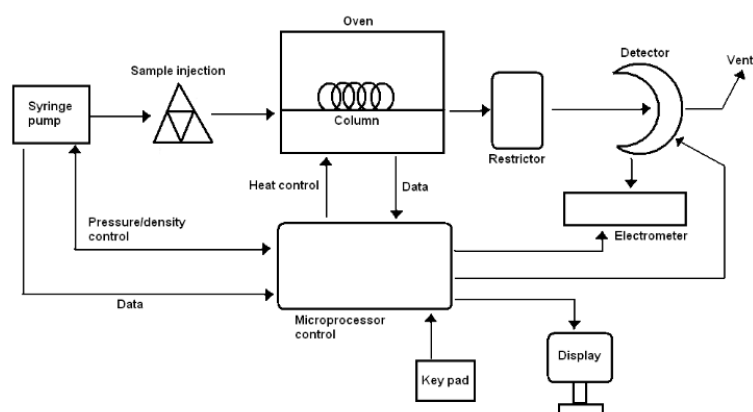 Oven
Detector
Vent
Sample injection
Syringe
pump
Column
Restrictor
Heat control
Data
Pressure/density
control
Electrometer
Data
Microprocessor
control
Display
Key pad